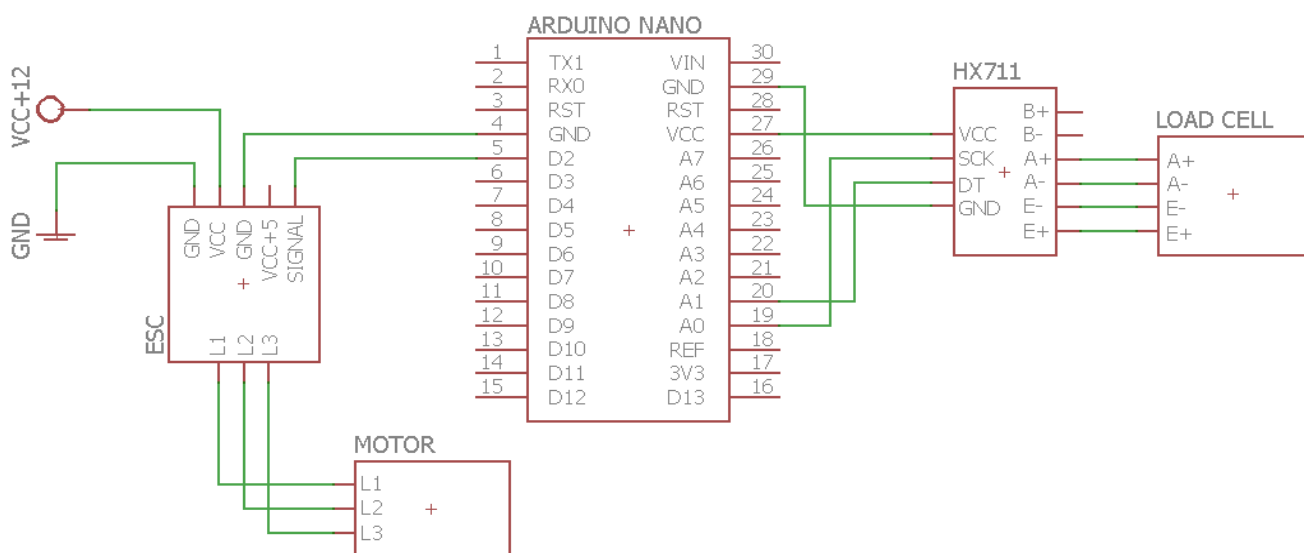 ARDUINO NANO
1 TX1 VIN 30
2 RX0 GND 29
3 RST RST 28
4 GND VCC 27
5 D2 A7 26
6 D3 A6 25
7 D4 A5 24
8 D5 A4 23
9 D6 A3 22
10 D7 A2 21
11 D8 A1 20
12 D9 A0 19
13 D10 REF 18
14 D11 3V3 17
15 D12 D13 16
VCC+12
GND
ESC
GND
VCC
GND
VCC+5
SIGNAL
L1
L2
L3
MOTOR
L1
L2
L3
HX711
VCC
SCK
DT
GND
B+
B-
A+
A-
E-
E+
LOAD CELL
A+
A-
E-
E+